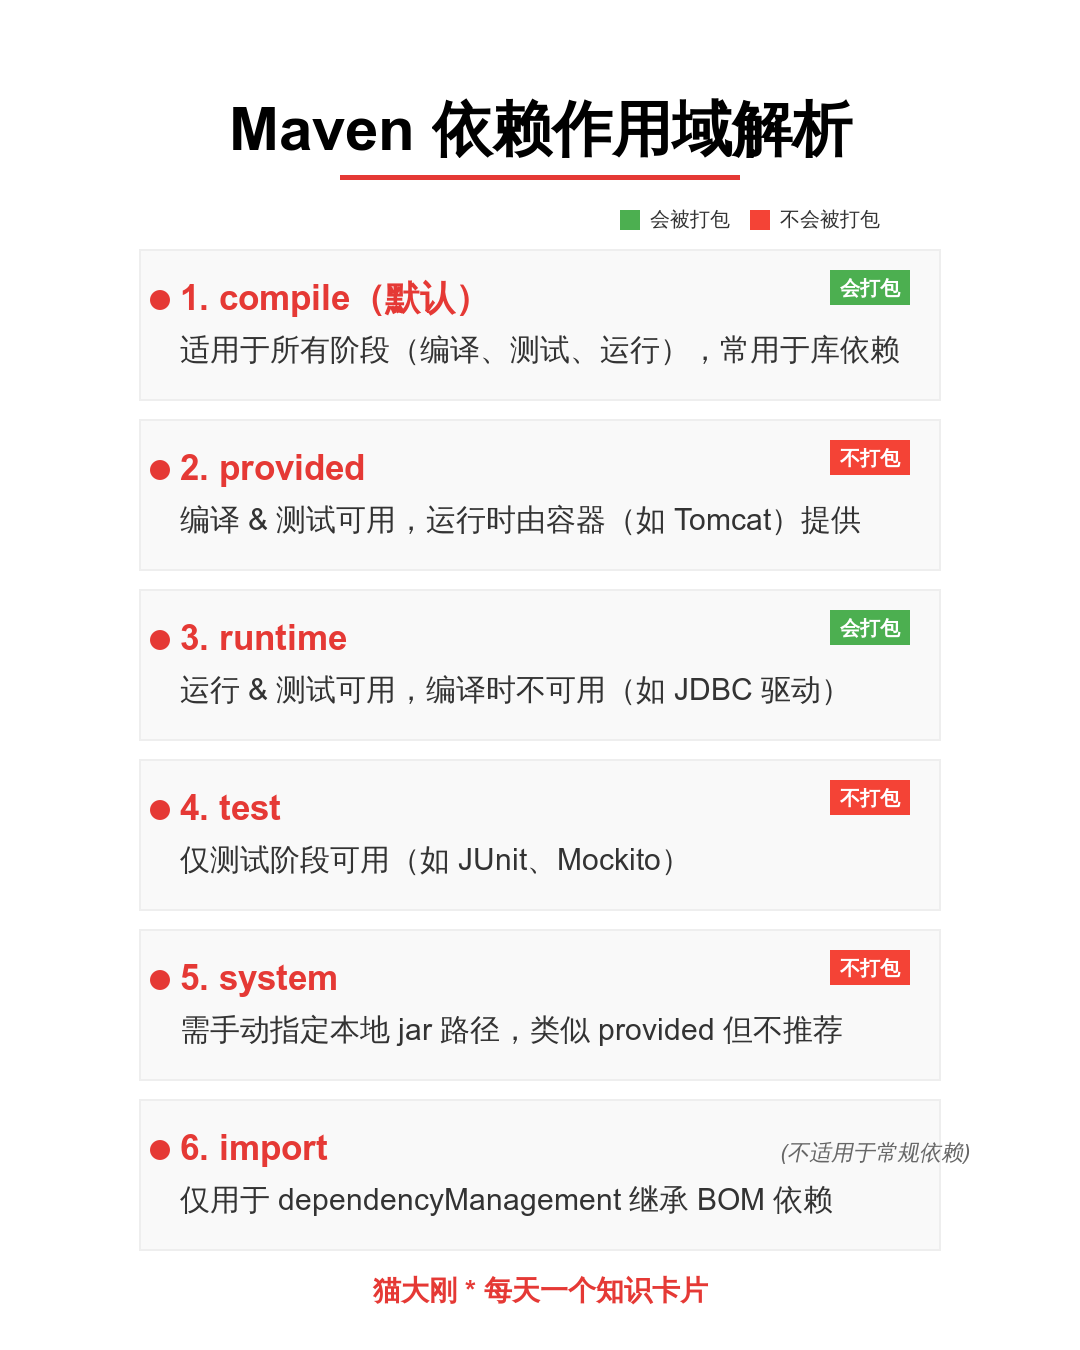 Maven 依赖作用域解析
会被打包 不会被打包
1. compile（默认）
会打包
适用于所有阶段（编译、测试、运行），常用于库依赖
2. provided
不打包
编译 & 测试可用，运行时由容器（如 Tomcat）提供
3. runtime
会打包
运行 & 测试可用，编译时不可用（如 JDBC 驱动）
4. test
不打包
仅测试阶段可用（如 JUnit、Mockito）
5. system
不打包
需手动指定本地 jar 路径，类似 provided 但不推荐
6. import
(不适用于常规依赖)
仅用于 dependencyManagement 继承 BOM 依赖
猫大刚 * 每天一个知识卡片